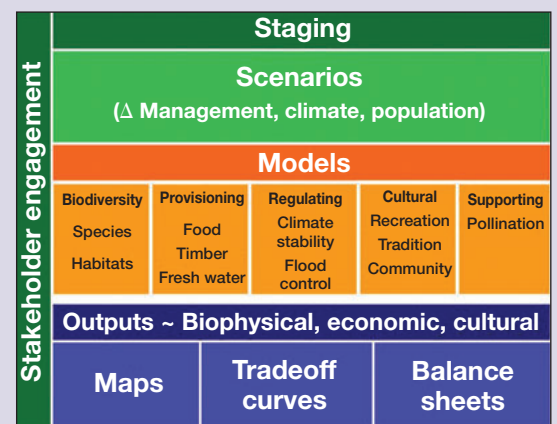 Stakeholder engagement
Staging
Scenarios
(Δ Management, climate, population)
Models
Biodiversity
Species
Habitats
Provisioning
Food
Timber
Fresh water
Regulating
Climate
stability
Flood
control
Cultural
Recreation
Tradition
Community
Supporting
Pollination
Outputs ~ Biophysical, economic, cultural
Maps
Tradeoff
curves
Balance
sheets